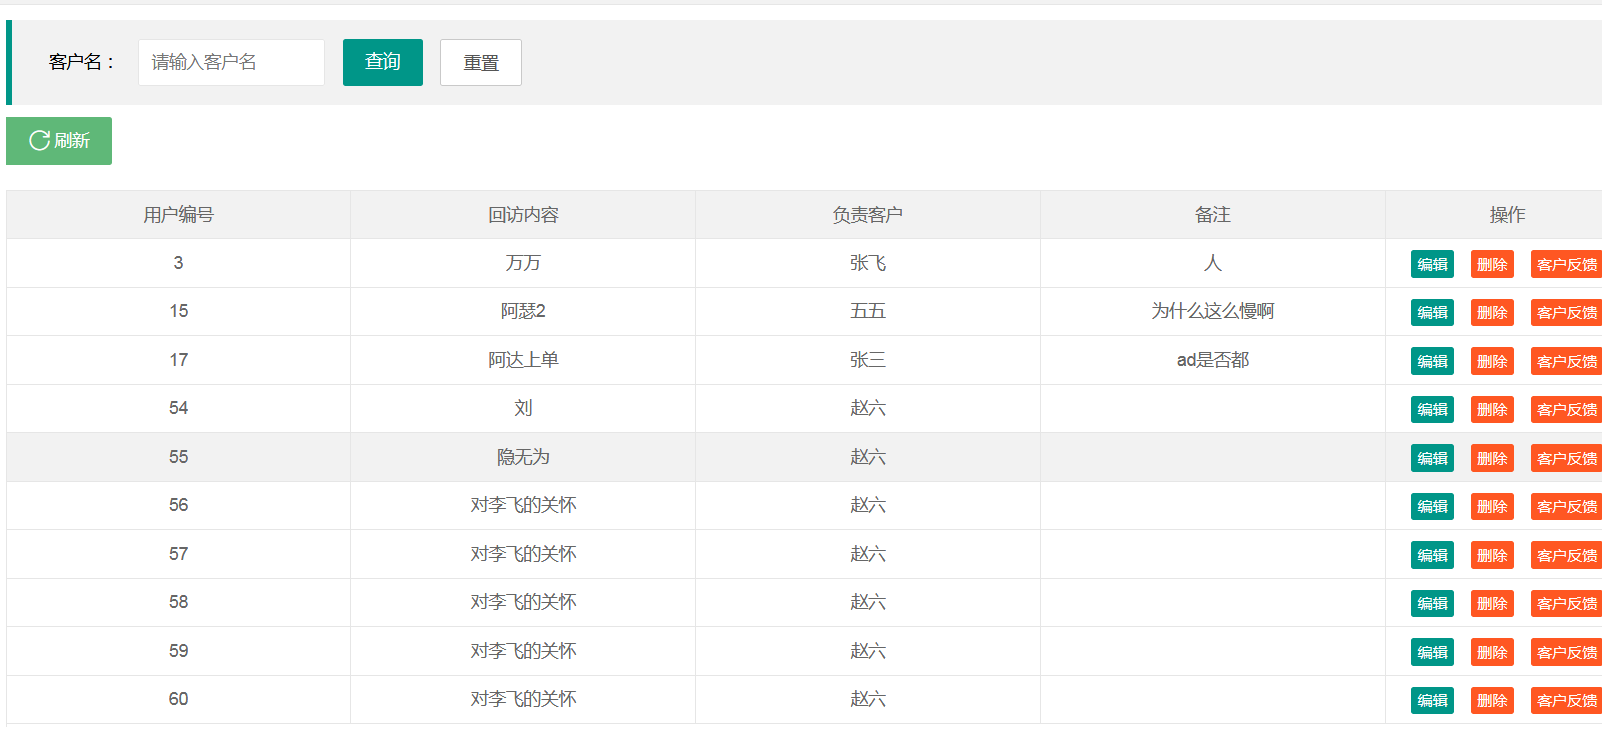 客户名： 请输入客户名 查询 重置
刷新
用户编号 回访内容 负责客户 备注 操作
3 万万 张飞 人 编辑 删除 客户反馈
15 阿瑟2 五五 为什么这么慢啊 编辑 删除 客户反馈
17 阿达上单 张三 ad是否都 编辑 删除 客户反馈
54 刘 赵六 编辑 删除 客户反馈
55 隐无为 赵六 编辑 删除 客户反馈
56 对李飞的关怀 赵六 编辑 删除 客户反馈
57 对李飞的关怀 赵六 编辑 删除 客户反馈
58 对李飞的关怀 赵六 编辑 删除 客户反馈
59 对李飞的关怀 赵六 编辑 删除 客户反馈
60 对李飞的关怀 赵六 编辑 删除 客户反馈